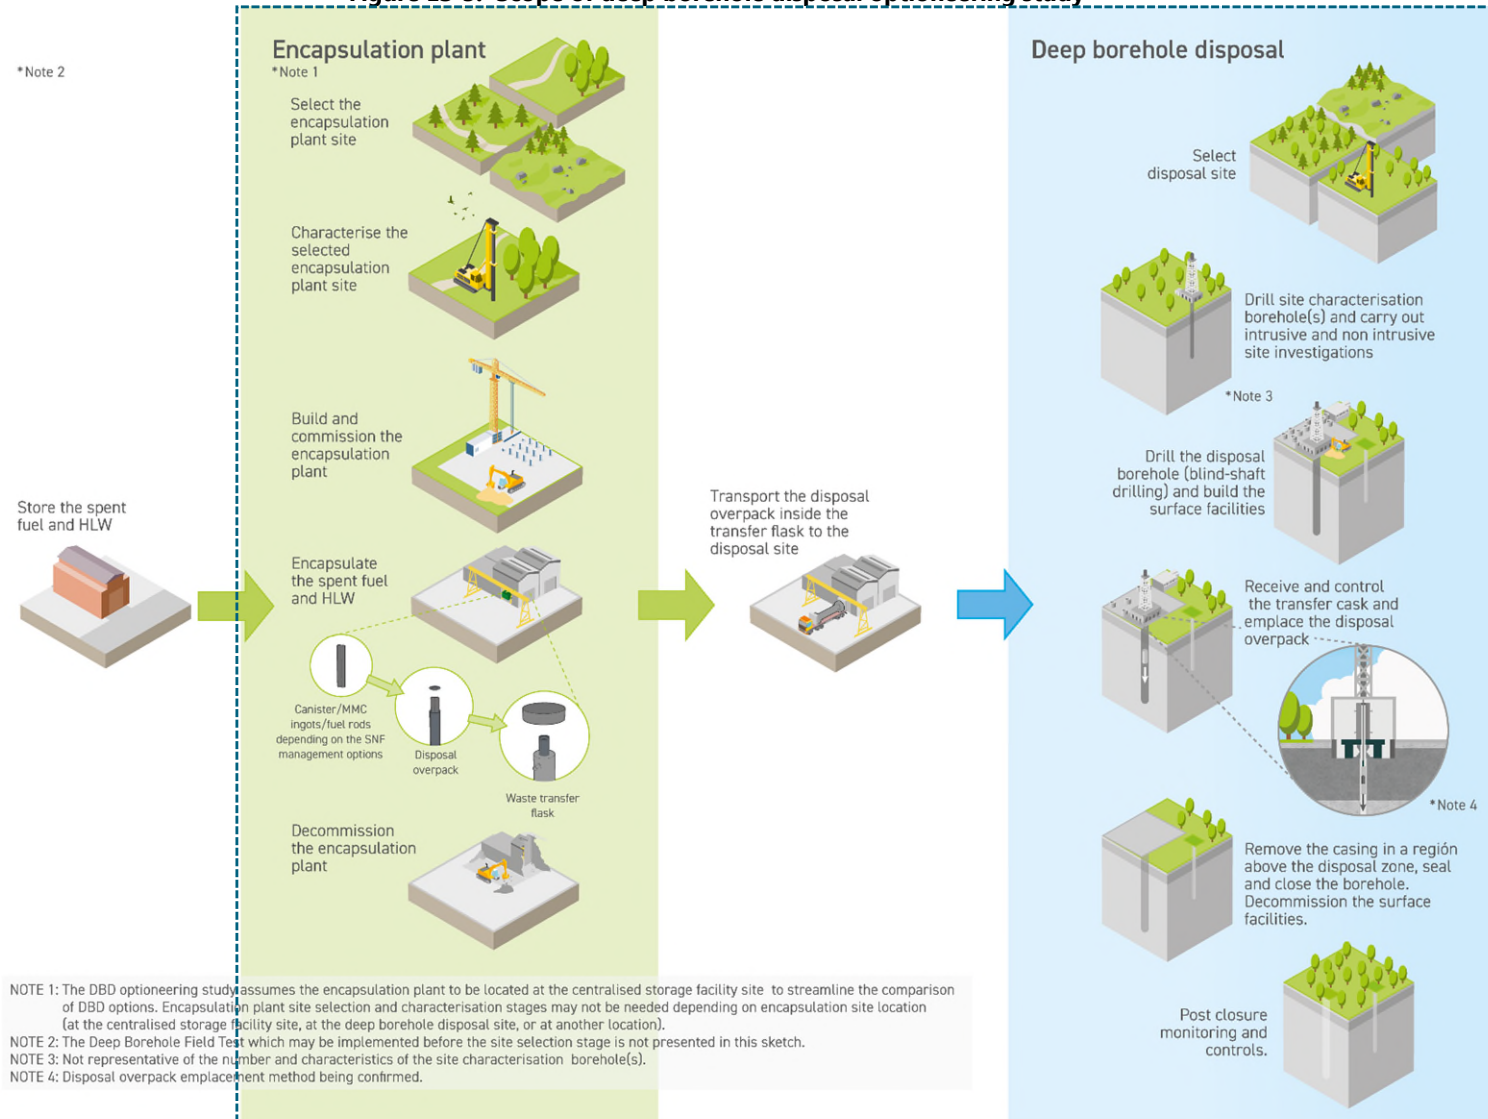 Figure 13-3: Scope of deep borehole disposal optioneering study
*Note 2
Encapsulation plant
*Note 1
Select the
encapsulation
plant site
Characterise the
selected
encapsulation
plant site
Build and
commission the
encapsulation
plant
Store the spent
fuel and HLW
Encapsulate
the spent fuel
and HLW
Canister/MMC
ingots/fuel rods
depending on the SNF
management options
Disposal
overpack
Waste transfer
flask
Decommission
the encapsulation
plant
Transport the disposal
overpack inside the
transfer flask to the
disposal site
Deep borehole disposal
Select
disposal site
Drill site characterisation
borehole(s) and carry out
intrusive and non intrusive
site investigations
*Note 3
Drill the disposal
borehole (blind-shaft
drilling) and build the
surface facilities
Receive and control
the transfer cask and
emplace the disposal
overpack
*Note 4
Remove the casing in a región
above the disposal zone, seal
and close the borehole.
Decommission the surface
facilities.
Post closure
monitoring and
controls.
NOTE 1: The DBD optioneering study assumes the encapsulation plant to be located at the centralised storage facility site to streamline the comparison
of DBD options. Encapsulation plant site selection and characterisation stages may not be needed depending on encapsulation site location
(at the centralised storage facility site, at the deep borehole disposal site, or at another location).
NOTE 2: The Deep Borehole Field Test which may be implemented before the site selection stage is not presented in this sketch.
NOTE 3: Not representative of the number and characteristics of the site characterisation borehole(s).
NOTE 4: Disposal overpack emplacement method being confirmed.